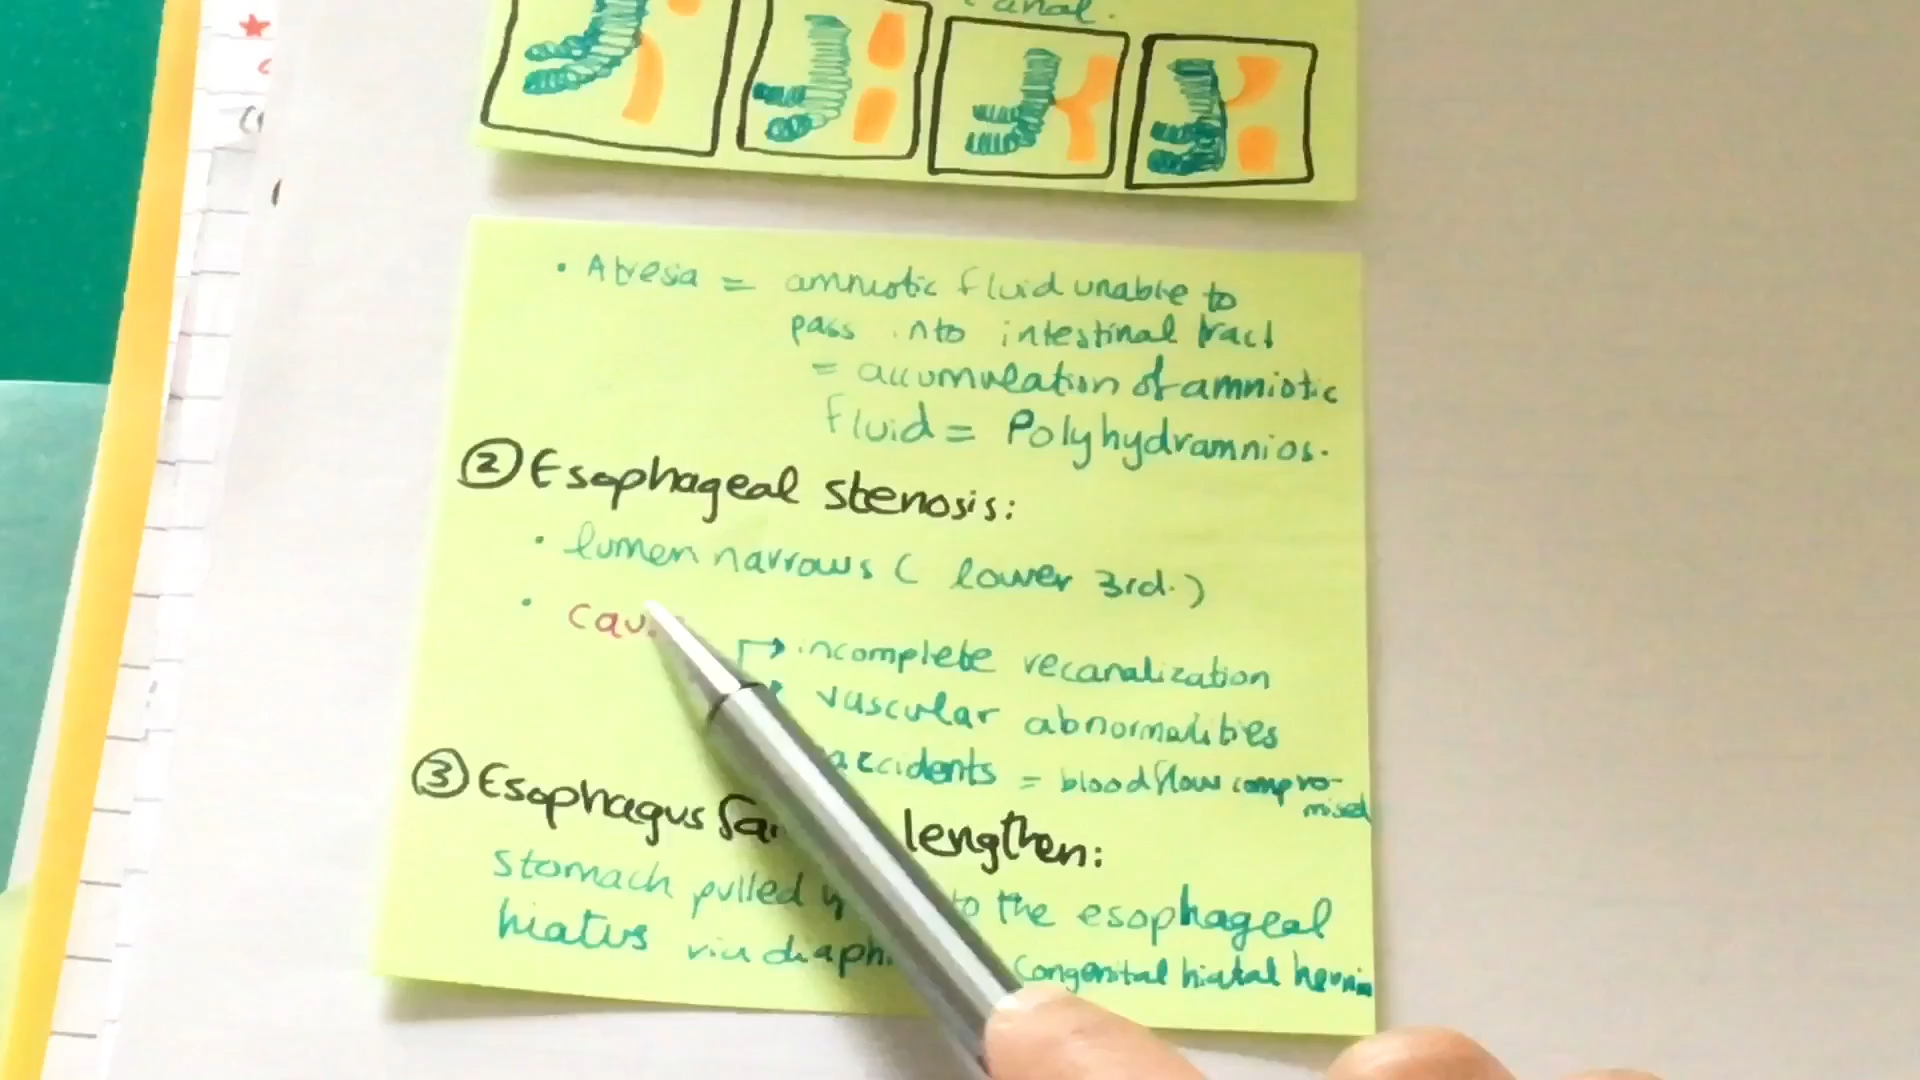 canal.
• Atresia = amniotic fluid unable to
pass into intestinal tract
= accumulation of amniotic
fluid = Polyhydramnios.
② Esophageal stenosis:
• lumen narrows ( lower 3rd. )
•
→ incomplete recanalization
vascular abnormalities
accidents = blood flow compro-
mised
③ Esophagus lengthen:
stomach pulled to the esophageal
hiatus via congenital hiatal hernia